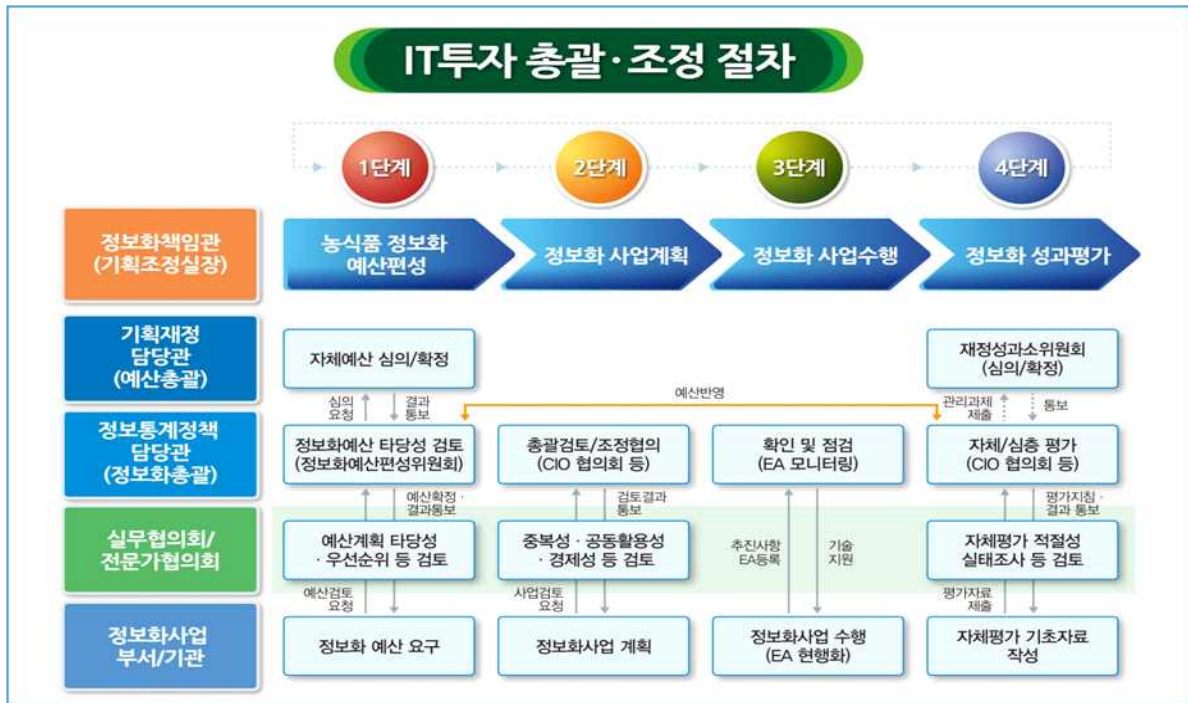 IT투자 총괄·조정 절차
1단계
2단계
3단계
4단계
정보화책임관
(기획조정실장)
농식품 정보화
예산편성
정보화 사업계획
정보화 사업수행
정보화 성과평가
기획재정
담당관
(예산총괄)
자체예산 심의/확정
재정성과소위원회
(심의/확정)
심의
요청
결과
통보
예산반영
관리과제
제출
통보
정보통계정책
담당관
(정보화총괄)
정보화예산 타당성 검토
(정보화예산편성위원회)
총괄검토/조정협의
(CIO 협의회 등)
확인 및 점검
(EA 모니터링)
자체/심층 평가
(CIO 협의회 등)
예산확정·
결과통보
검토결과
통보
평가지침·
결과 통보
실무협의회/
전문가협의회
예산계획 타당성
·우선순위 등 검토
중복성·공동활용성
·경제성 등 검토
추진사항
EA등록
기술
지원
자체평가 적절성
실태조사 등 검토
예산검토
요청
사업검토
요청
평가자료
제출
정보화사업
부서/기관
정보화 예산 요구
정보화사업 계획
정보화사업 수행
(EA 현행화)
자체평가 기초자료
작성